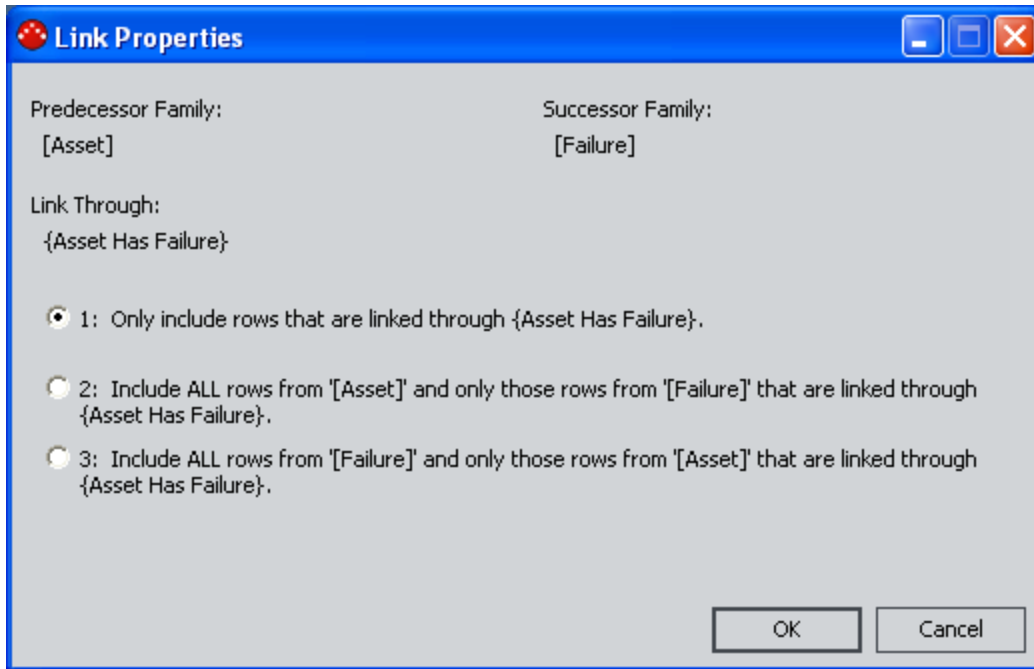 Link Properties
Predecessor Family:
Successor Family:
[Asset]
[Failure]
Link Through:
{Asset Has Failure}
1:  Only include rows that are linked through {Asset Has Failure}.
2:  Include ALL rows from '[Asset]' and only those rows from '[Failure]' that are linked through
{Asset Has Failure}.
3:  Include ALL rows from '[Failure]' and only those rows from '[Asset]' that are linked through
{Asset Has Failure}.
OK
Cancel